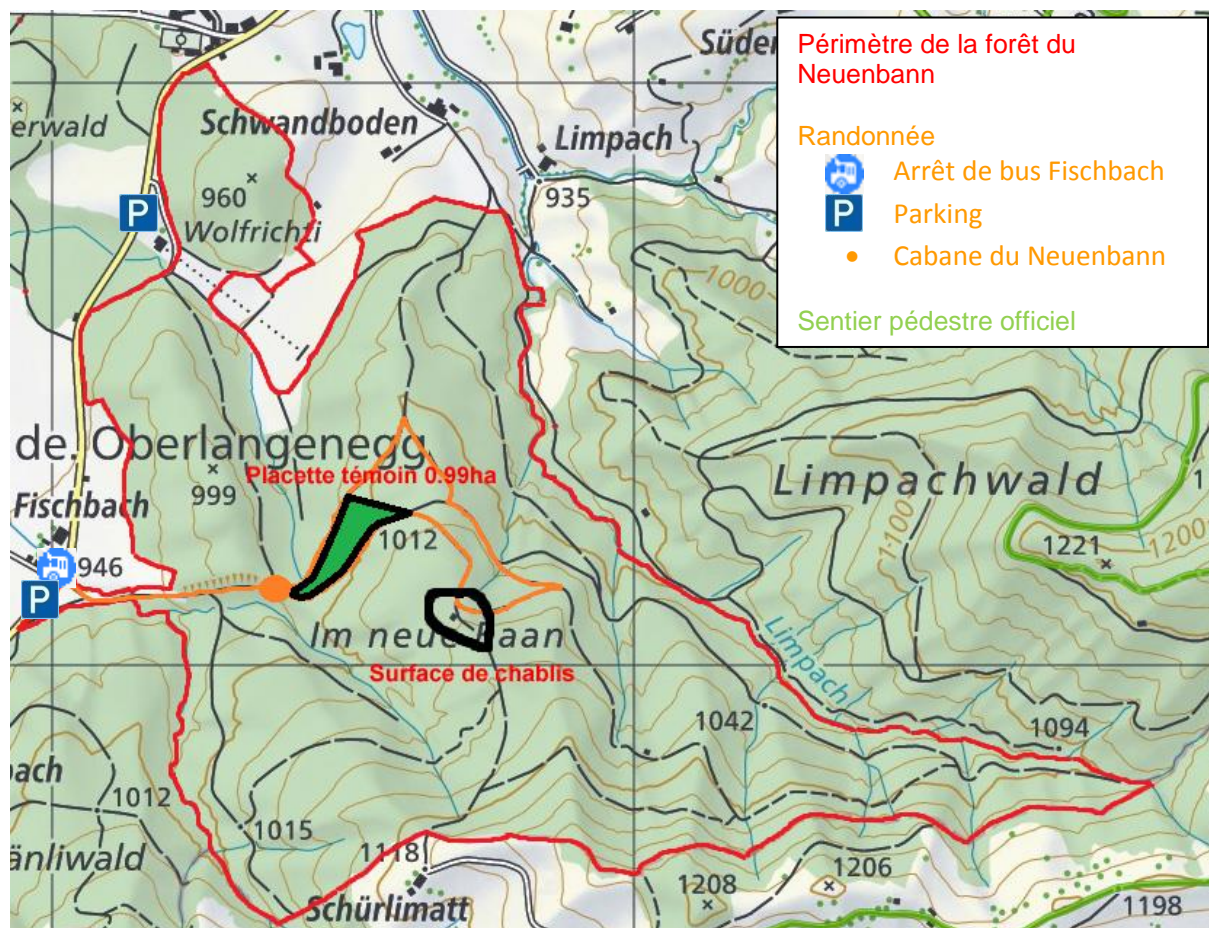 Périmètre de la forêt du
Neuenbann
Randonnée
Arrêt de bus Fischbach
P Parking
Cabane du Neuenbann
Sentier pédestre officiel
erwald
Schwandboden
Limpach
960
935
P
Wolfrichti
1000
de. Oberlangenegg
Placette témoin 0.99ha
999
Limpachwald
1
Fischbach
1012
1100
1221
1200
946
P
Im neue
aan
Limpach
Surface de chablis
1042
1094
ach
1012
1015
änliwald
1118
1206
1208
Schürlimatt
1198